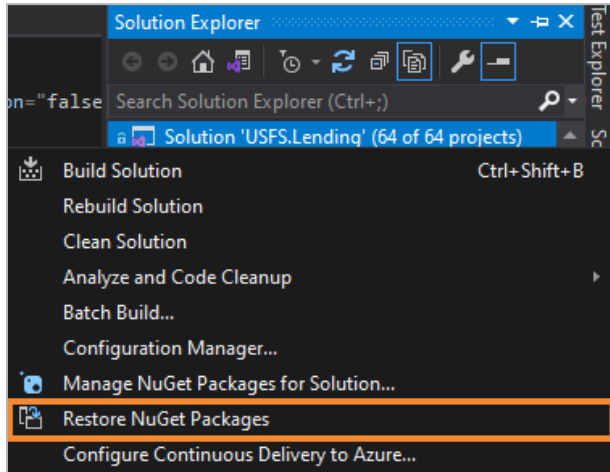 Solution Explorer
Test Explorer
Sc
on="false
Search Solution Explorer (Ctrl+;)
Solution 'USFS.Lending' (64 of 64 projects)
Build Solution Ctrl+Shift+B
Rebuild Solution
Clean Solution
Analyze and Code Cleanup
Batch Build...
Configuration Manager...
Manage NuGet Packages for Solution...
Restore NuGet Packages
Configure Continuous Delivery to Azure...